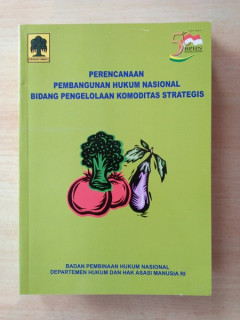 PERENCANAAN
PEMBANGUNAN HUKUM NASIONAL
BIDANG PENGELOLAAN KOMODITAS STRATEGIS
BADAN PEMBINAAN HUKUM NASIONAL
DEPARTEMEN HUKUM DAN HAK ASASI MANUSIA RI